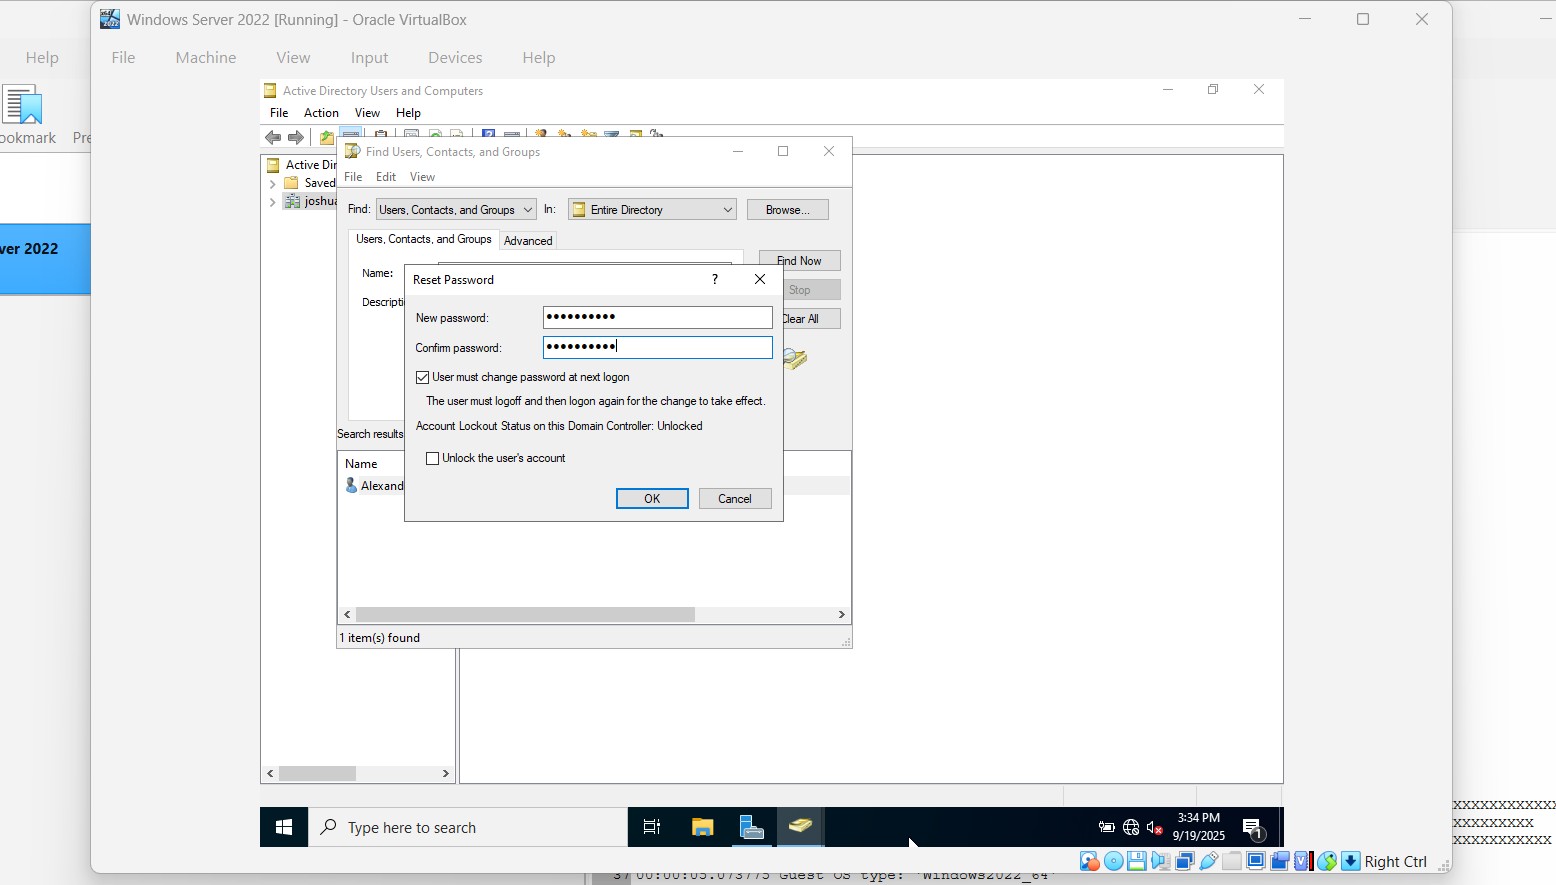 Windows Server 2022 [Running] - Oracle VirtualBox
Help
File Machine View Input Devices Help
Active Directory Users and Computers
File Action View Help
ookmark Pre
Find Users, Contacts, and Groups
Active Dir
File Edit View
Saved
joshua
Find: Users, Contacts, and Groups In: Entire Directory Browse...
Users, Contacts, and Groups Advanced
ver 2022
Find Now
Name:
Reset Password ?
Stop
Descripti
New password: ••••••••••
Clear All
Confirm password: ••••••••••
User must change password at next logon
The user must logoff and then logon again for the change to take effect.
Account Lockout Status on this Domain Controller: Unlocked
Search results
Unlock the user's account
Name
Alexand
OK Cancel
1 item(s) found
xxxxxxxxxxxx
3:34 PM
Type here to search
9/19/2025
1
xxxxxxxxxx
xxxxxxxxxxxx
Right Ctrl
37 00:00:05.073775 Guest OS type: 'Windows2022_64'